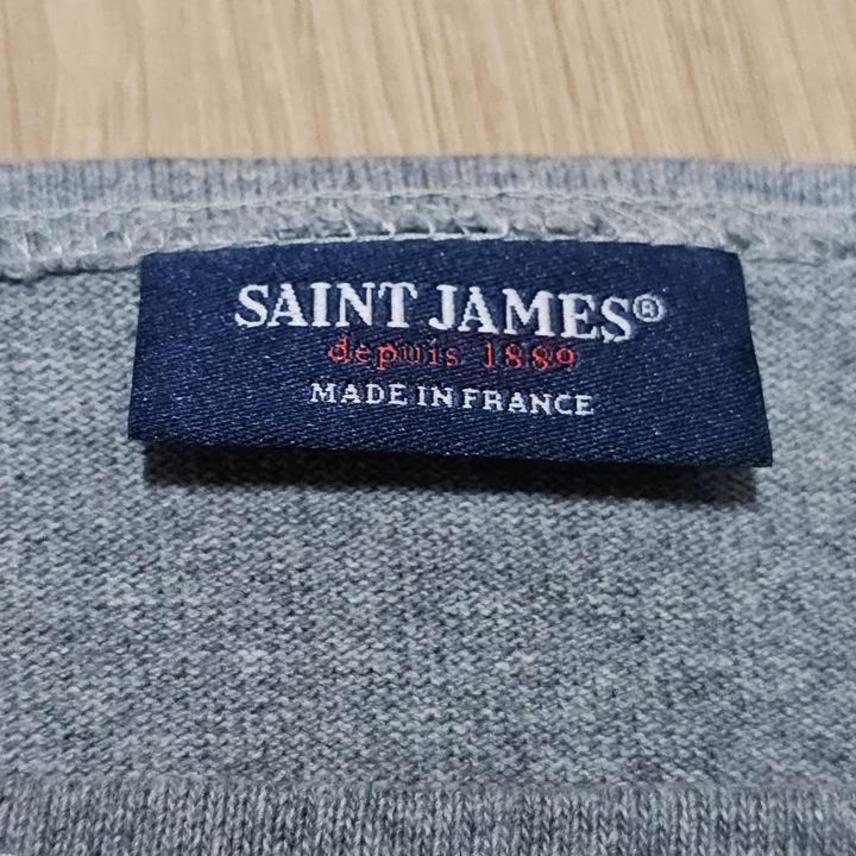 SAINT JAMES®
depuis 1889
MADE IN FRANCE